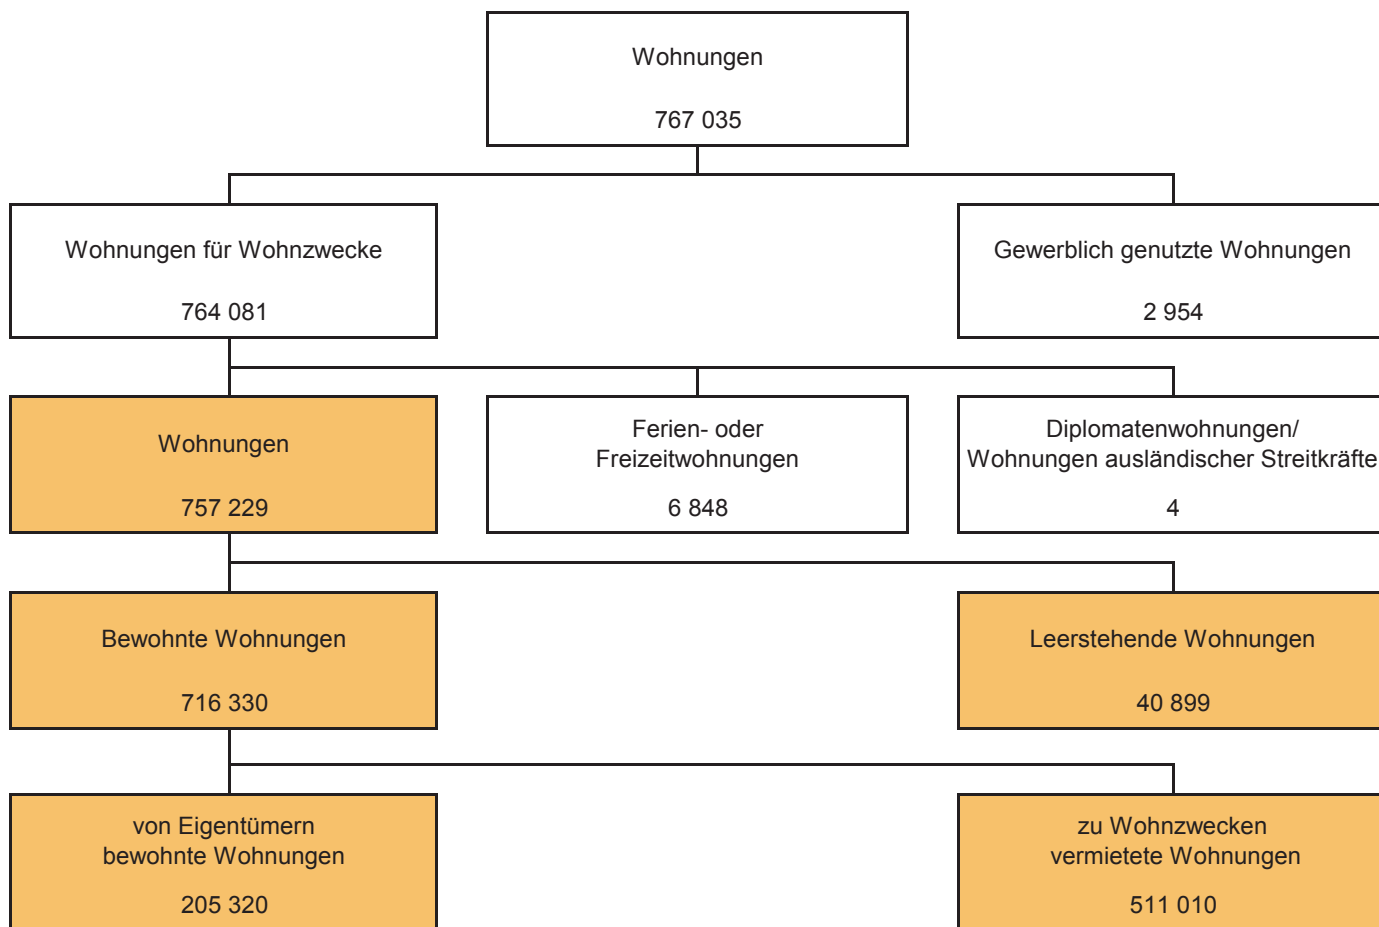 Wohnungen
767 035
Wohnungen für Wohnzwecke
764 081
Gewerblich genutzte Wohnungen
2 954
Wohnungen
757 229
Ferien- oder
Freizeitwohnungen
6 848
Diplomatenwohnungen/
Wohnungen ausländischer Streitkräfte
4
Bewohnte Wohnungen
716 330
Leerstehende Wohnungen
40 899
von Eigentümern
bewohnte Wohnungen
205 320
zu Wohnzwecken
vermietete Wohnungen
511 010